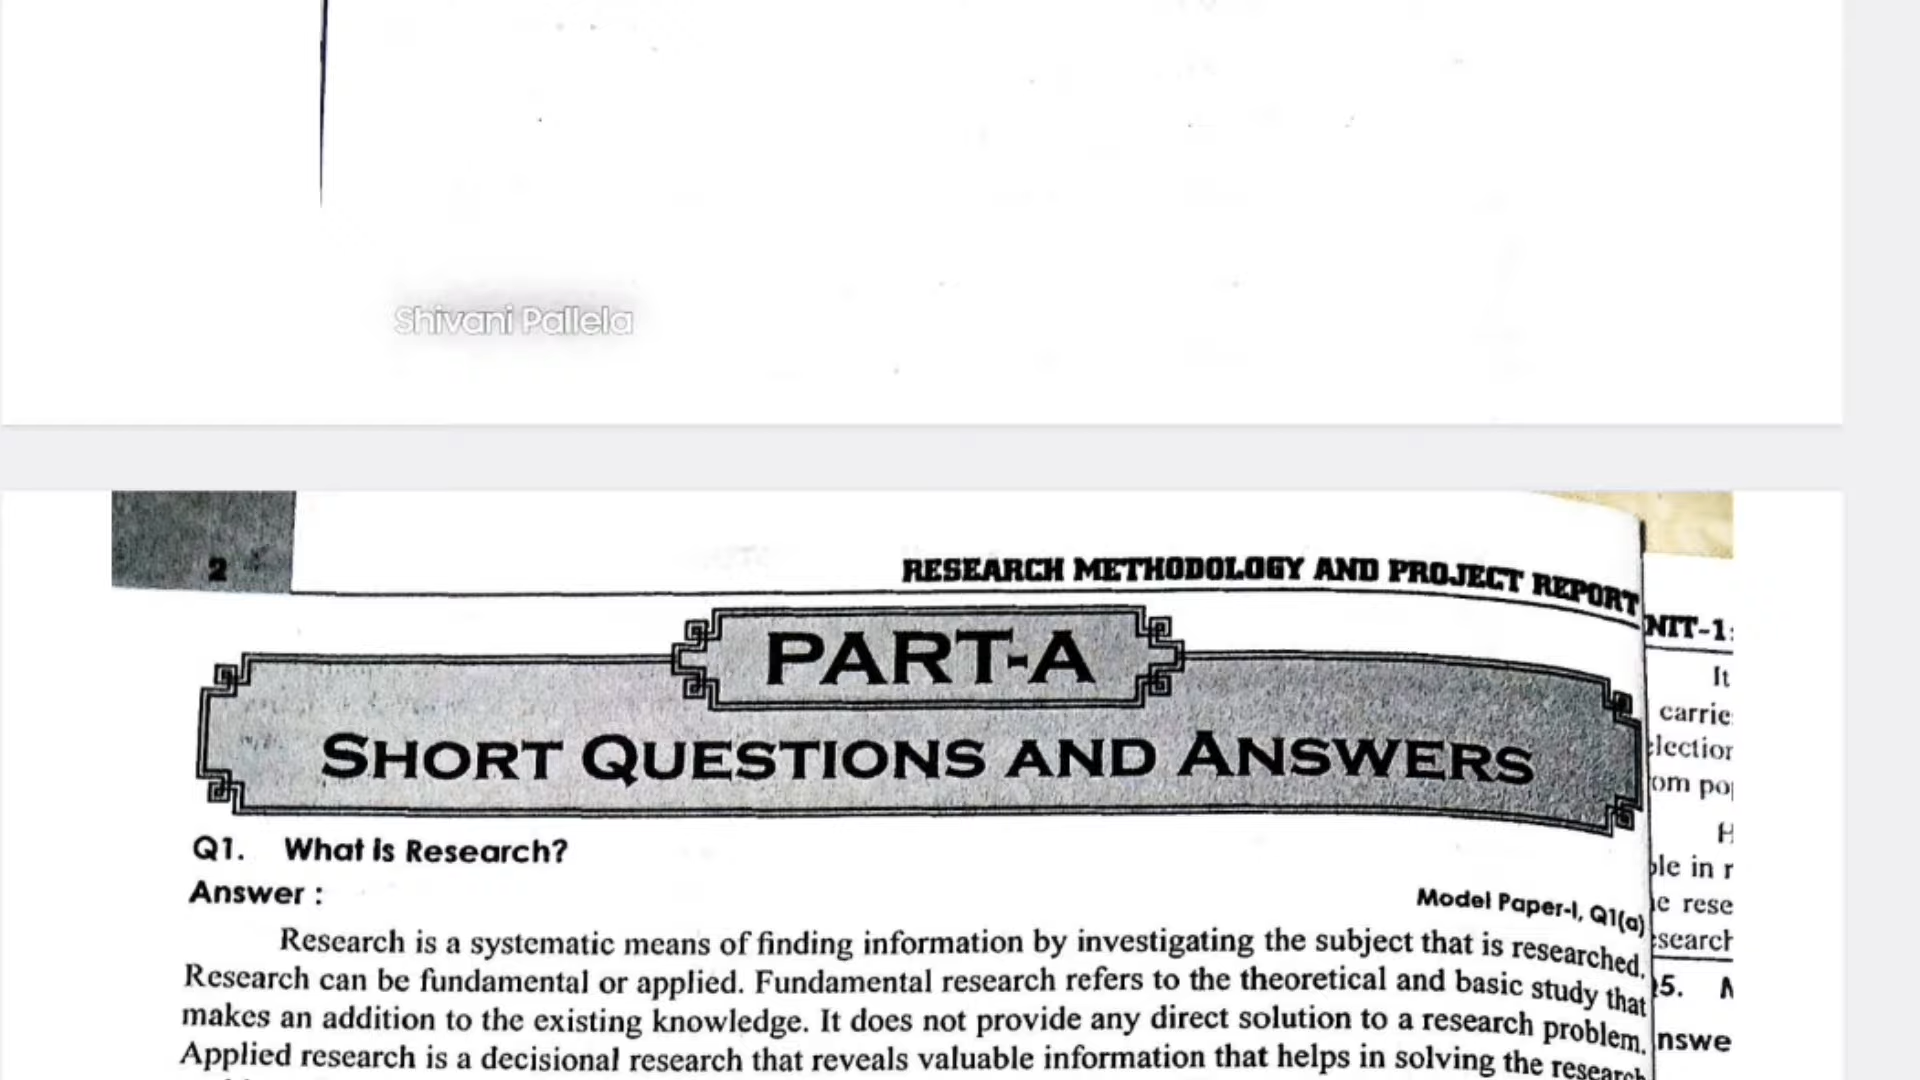 Shivani Pallela
2
RESEARCH METHODOLOGY AND PROJECT REPORT
PART-A
SHORT QUESTIONS AND ANSWERS
Q1. What is Research?
Answer :
Model Paper-I, Q1(a)
Research is a systematic means of finding information by investigating the subject that is researched.
Research can be fundamental or applied. Fundamental research refers to the theoretical and basic study that
makes an addition to the existing knowledge. It does not provide any direct solution to a research problem.
Applied research is a decisional research that reveals valuable information that helps in solving the research
NIT-1:
It
carrie
lection
om po
le in r
e rese
search
5.
nswe